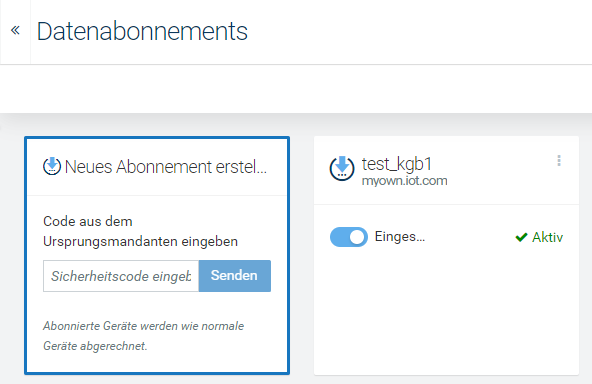 «
Datenabonnements
Neues Abonnement erstel...
Code aus dem
Ursprungsmandanten eingeben
Sicherheitscode eingeb
Senden
Abonnierte Geräte werden wie normale
Geräte abgerechnet.
test_kgb1
myown.iot.com
Einges...
Aktiv